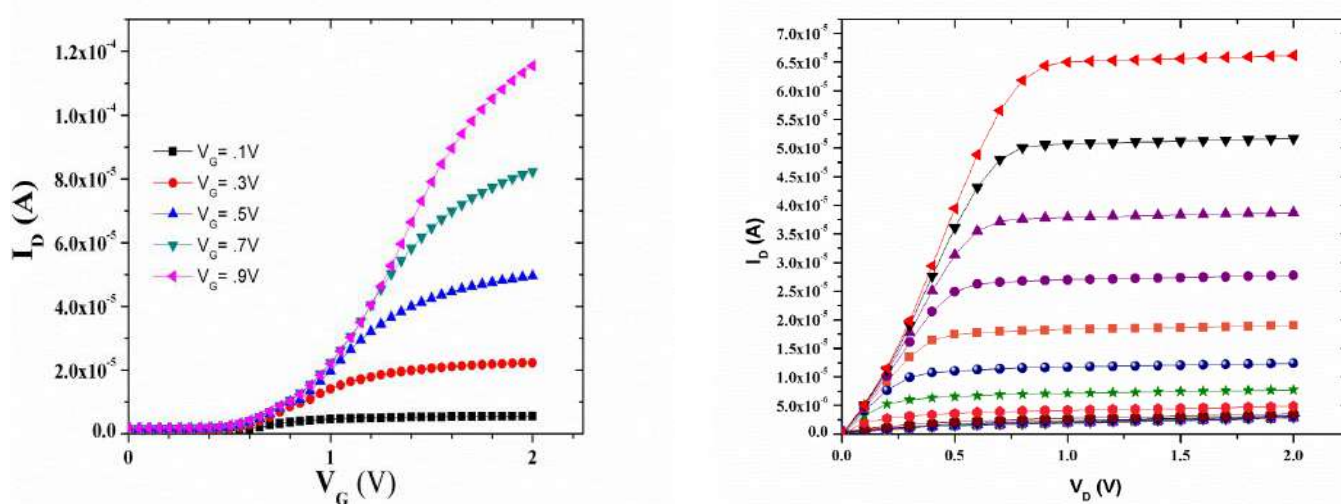 1.2x10⁻⁴
1.0x10⁻⁴
8.0x10⁻⁵
6.0x10⁻⁵
4.0x10⁻⁵
2.0x10⁻⁵
0.0
I_D (A)
V_G = .1V
V_G = .3V
V_G = .5V
V_G = .7V
V_G = .9V
0 1 2
V_G (V)
7.0x10⁻⁵
6.5x10⁻⁵
6.0x10⁻⁵
5.5x10⁻⁵
5.0x10⁻⁵
4.5x10⁻⁵
4.0x10⁻⁵
3.5x10⁻⁵
3.0x10⁻⁵
2.5x10⁻⁵
2.0x10⁻⁵
1.5x10⁻⁵
1.0x10⁻⁵
5.0x10⁻⁶
0.0
I_D (A)
0.0 0.5 1.0 1.5 2.0
V_D (V)